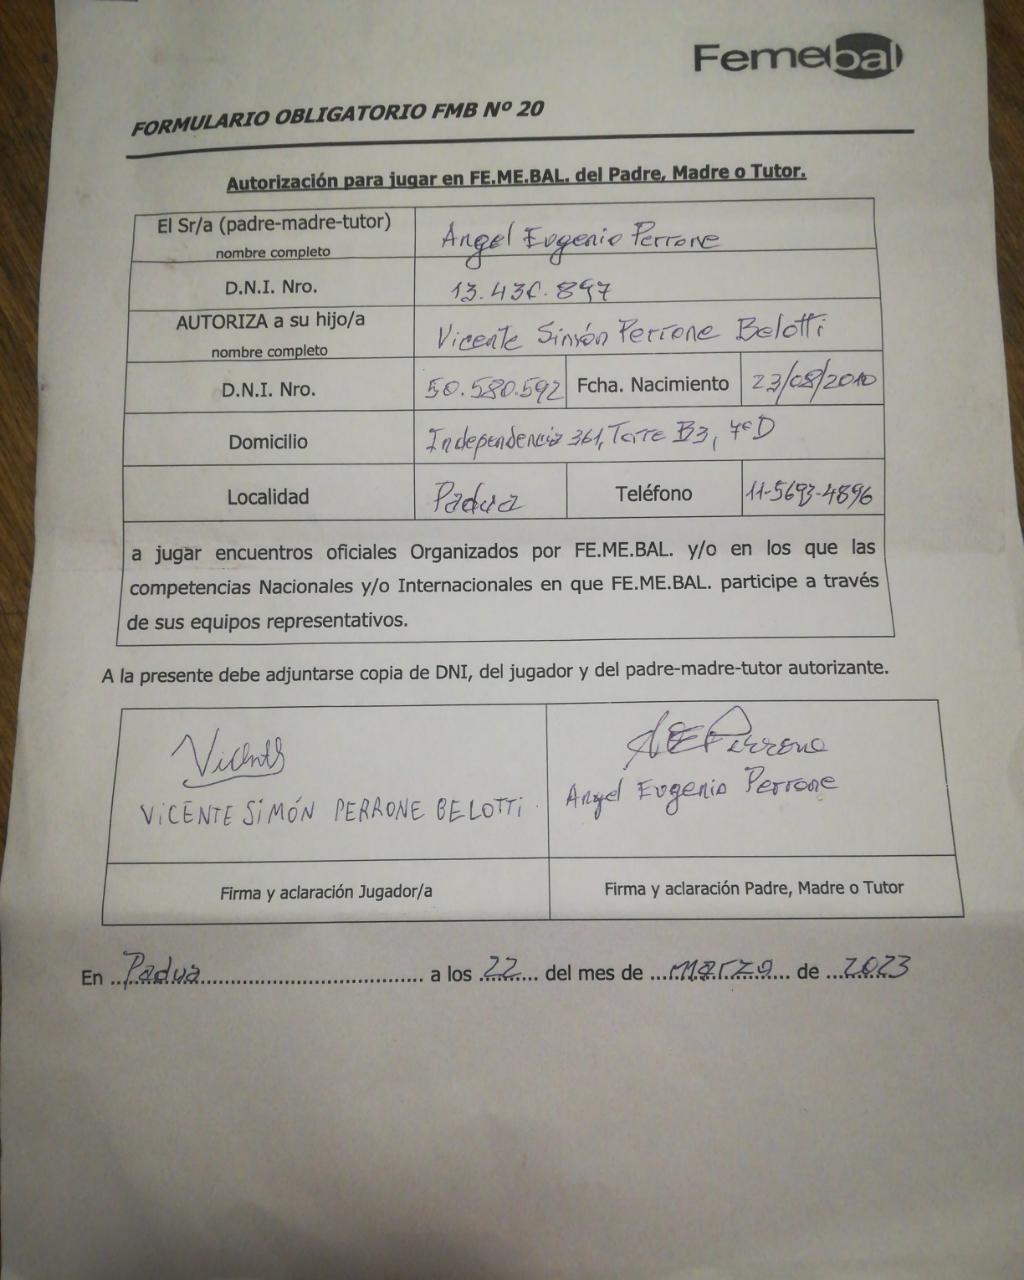 Femebal
FORMULARIO OBLIGATORIO FMB Nº 20
Autorización para jugar en FE.ME.BAL. del Padre, Madre o Tutor.
El Sr/a (padre-madre-tutor)
nombre completo
Angel Eugenio Perrone
D.N.I. Nro.
AUTORIZA a su hijo/a
nombre completo
Vicente Simón Perrone Belotti
D.N.I. Nro.
50.580.592
Fcha. Nacimiento
23/08/2010
Domicilio
Independencia 361, Torre B3, 7º D
Localidad
Padua
Teléfono
11-5693-4896
a jugar encuentros oficiales Organizados por FE.ME.BAL. y/o en los que las
competencias Nacionales y/o Internacionales en que FE.ME.BAL. participe a través
de sus equipos representativos.
A la presente debe adjuntarse copia de DNI, del jugador y del padre-madre-tutor autorizante.
Vicente
VICENTE SIMÓN PERRONE BELOTTI
AEPerrone
Angel Eugenio Perrone
Firma y aclaración Jugador/a
Firma y aclaración Padre, Madre o Tutor
En Padua a los 22 del mes de marzo de 2023